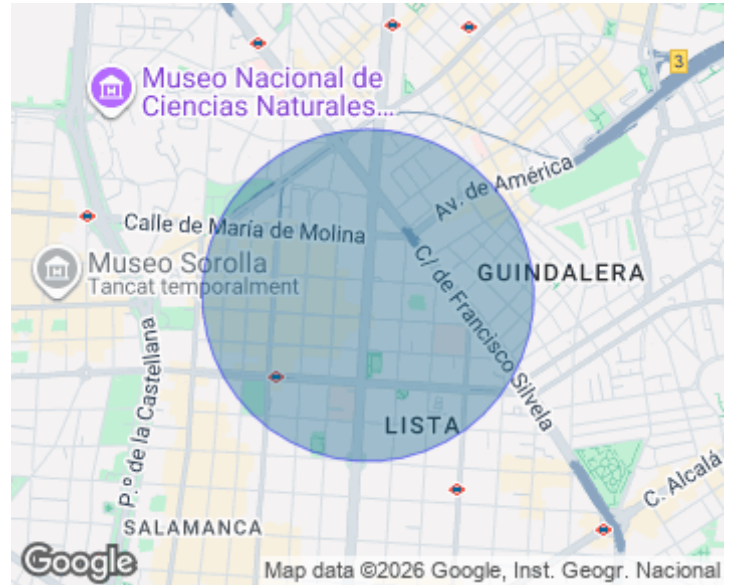 3
Museo Nacional de
Ciencias Naturales...
Av. de América
Calle de María de Molina
Museo Sorolla
Tancat temporalment
GUINDALERA
C/ de Francisco Silvela
P.º de la Castellana
LISTA
C. Alcalá
SALAMANCA
Google
Map data ©2026 Google, Inst. Geogr. Nacional